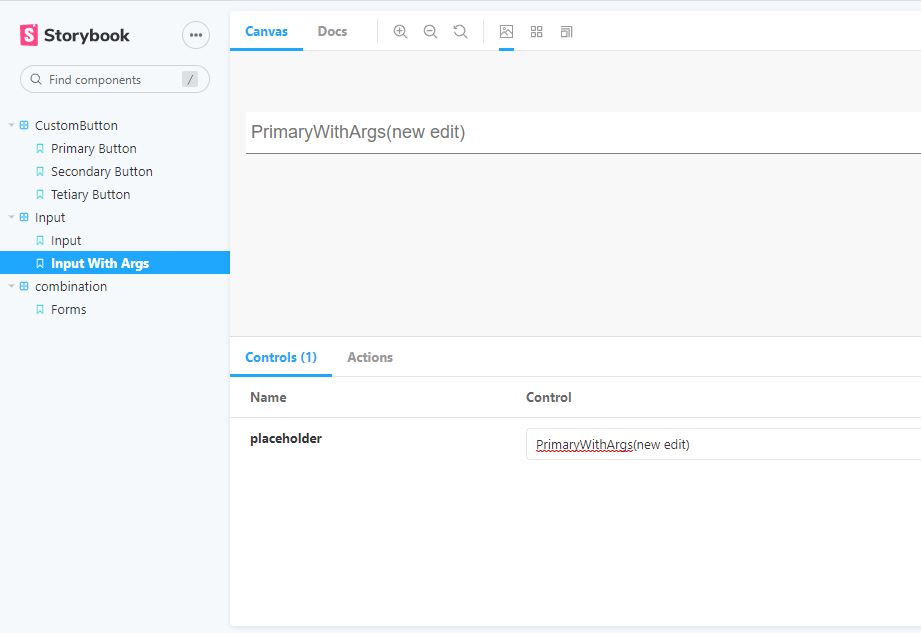 Storybook
Find components
/
CustomButton
Primary Button
Secondary Button
Tetiary Button
Input
Input
Input With Args
combination
Forms
Canvas
Docs
PrimaryWithArgs(new edit)
Controls (1)
Actions
Name
Control
placeholder
PrimaryWithArgs(new edit)